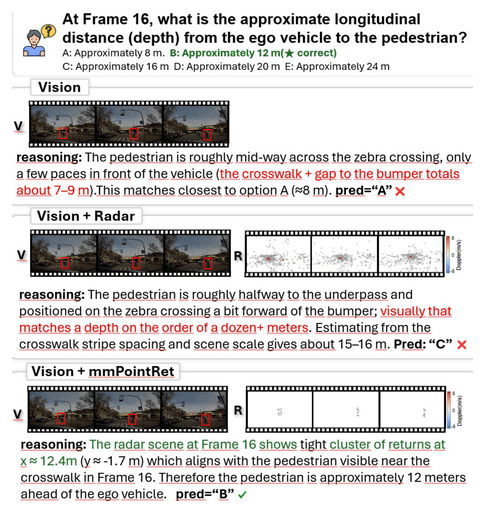 At Frame 16, what is the approximate longitudinal
distance (depth) from the ego vehicle to the pedestrian?
A: Approximately 8 m. B: Approximately 12 m(★ correct)
C: Approximately 16 m D: Approximately 20 m E: Approximately 24 m
Vision
V
reasoning: The pedestrian is roughly mid-way across the zebra crossing, only
a few paces in front of the vehicle (the crosswalk + gap to the bumper totals
about 7–9 m).This matches closest to option A (≈8 m). pred=“A” ✕
Vision + Radar
V
R
Doppler(m/s)
reasoning: The pedestrian is roughly halfway to the underpass and
positioned on the zebra crossing a bit forward of the bumper; visually that
matches a depth on the order of a dozen+ meters. Estimating from the
crosswalk stripe spacing and scene scale gives about 15–16 m. Pred: “C” ✕
Vision + mmPointRet
V
R
Doppler(m/s)
reasoning: The radar scene at Frame 16 shows tight cluster of returns at
x ≈ 12.4m (y ≈ -1.7 m) which aligns with the pedestrian visible near the
crosswalk in Frame 16. Therefore the pedestrian is approximately 12 meters
ahead of the ego vehicle. pred=“B” ✓